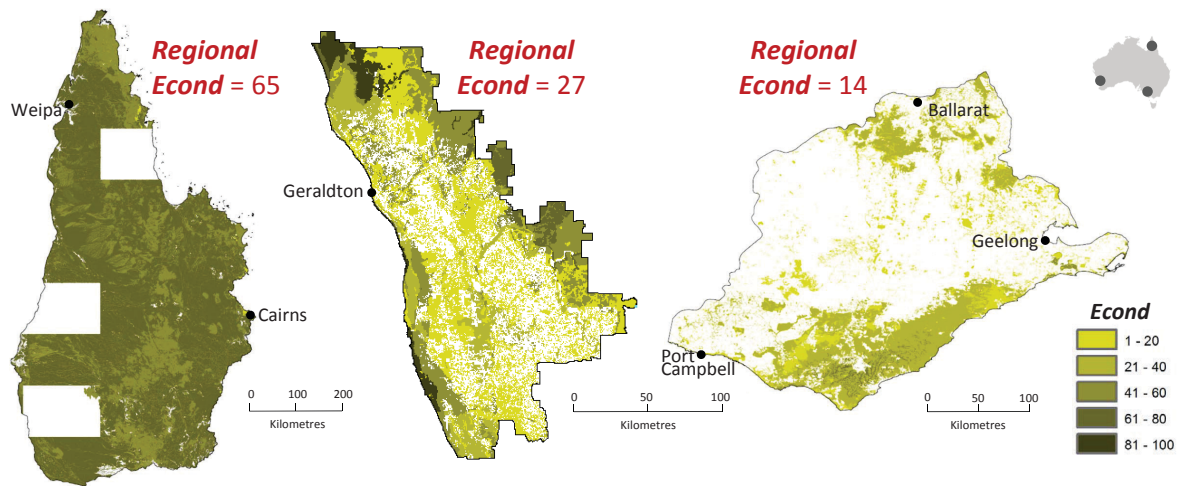 Regional
Econd = 65
Weipa
Cairns
0 100 200
Kilometres
Regional
Econd = 27
Geraldton
0 50 100
Kilometres
Regional
Econd = 14
Ballarat
Geelong
Port
Campbell
0 50 100
Kilometres
Econd
1 - 20
21 - 40
41 - 60
61 - 80
81 - 100